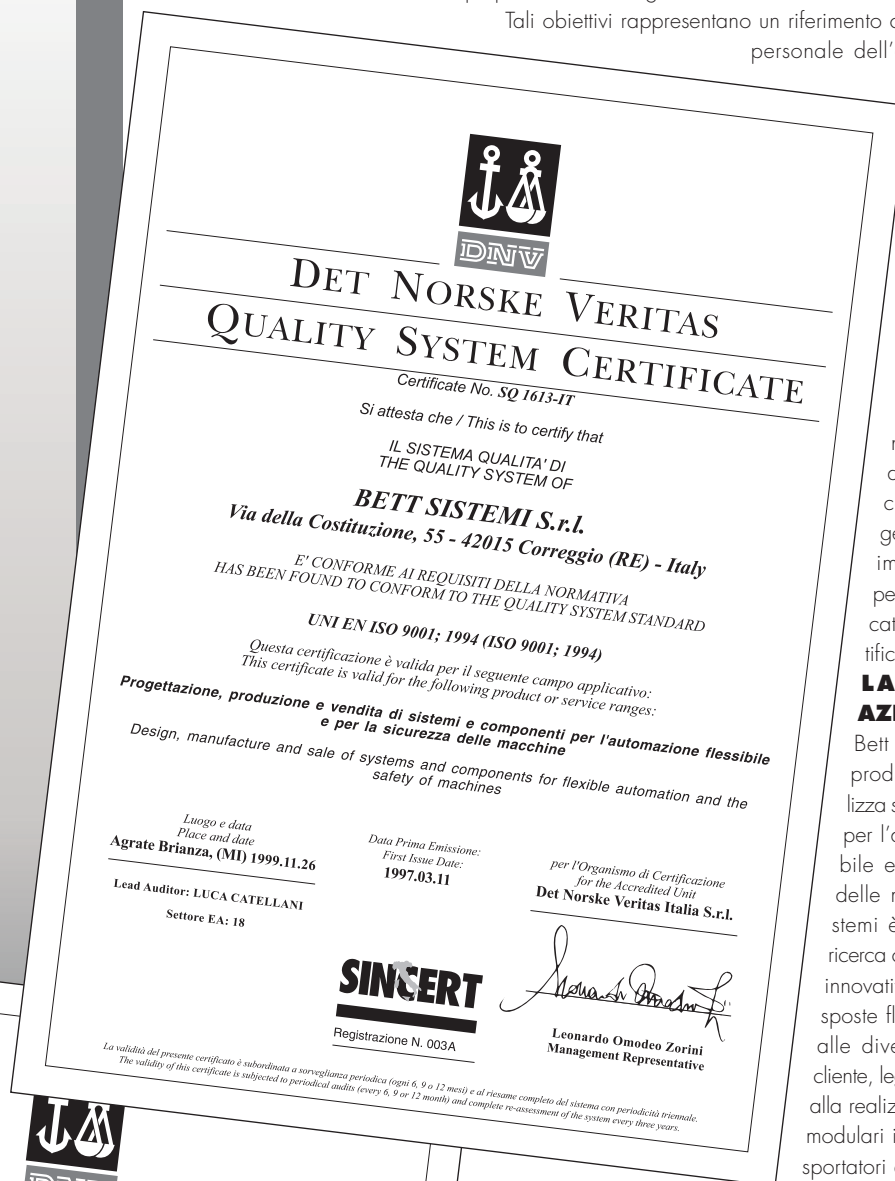 Tali obiettivi rappresentano un riferimento
personale dell'
DNV
DET NORSKE VERITAS
QUALITY SYSTEM CERTIFICATE
Certificate No. SQ 1613-IT
Si attesta che / This is to certify that
IL SISTEMA QUALITA' DI
THE QUALITY SYSTEM OF
BETT SISTEMI S.r.l.
Via della Costituzione, 55 - 42015 Correggio (RE) - Italy
E' CONFORME AI REQUISITI DELLA NORMATIVA
HAS BEEN FOUND TO CONFORM TO THE QUALITY SYSTEM STANDARD
UNI EN ISO 9001; 1994 (ISO 9001; 1994)
Questa certificazione è valida per il seguente campo applicativo:
This certificate is valid for the following product or service ranges:
Progettazione, produzione e vendita di sistemi e componenti per l'automazione flessibile
e per la sicurezza delle macchine
Design, manufacture and sale of systems and components for flexible automation and the
safety of machines
Luogo e data
Place and date
Agrate Brianza, (MI) 1999.11.26
Lead Auditor: LUCA CATELLANI
Settore EA: 18
Data Prima Emissione:
First Issue Date:
1997.03.11
per l'Organismo di Certificazione
for the Accredited Unit
Det Norske Veritas Italia S.r.l.
SINCERT
Registrazione N. 003A
Leonardo Omodeo Zorini
Management Representative
La validità del presente certificato è subordinata a sorveglianza periodica (ogni 6, 9 o 12 mesi) e al riesame completo del sistema con periodicità triennale.
The validity of this certificate is subjected to periodical audits (every 6, 9 or 12 month) and complete re-assessment of the system every three years.
ge
im
pe
cat
tific
LA
AZI
Bett
prod
lizza s
per l'a
bile e
delle
stemi è
ricerca
innovati
sposte fl
alle dive
cliente, le
alla realiz
modulari i
sportatori